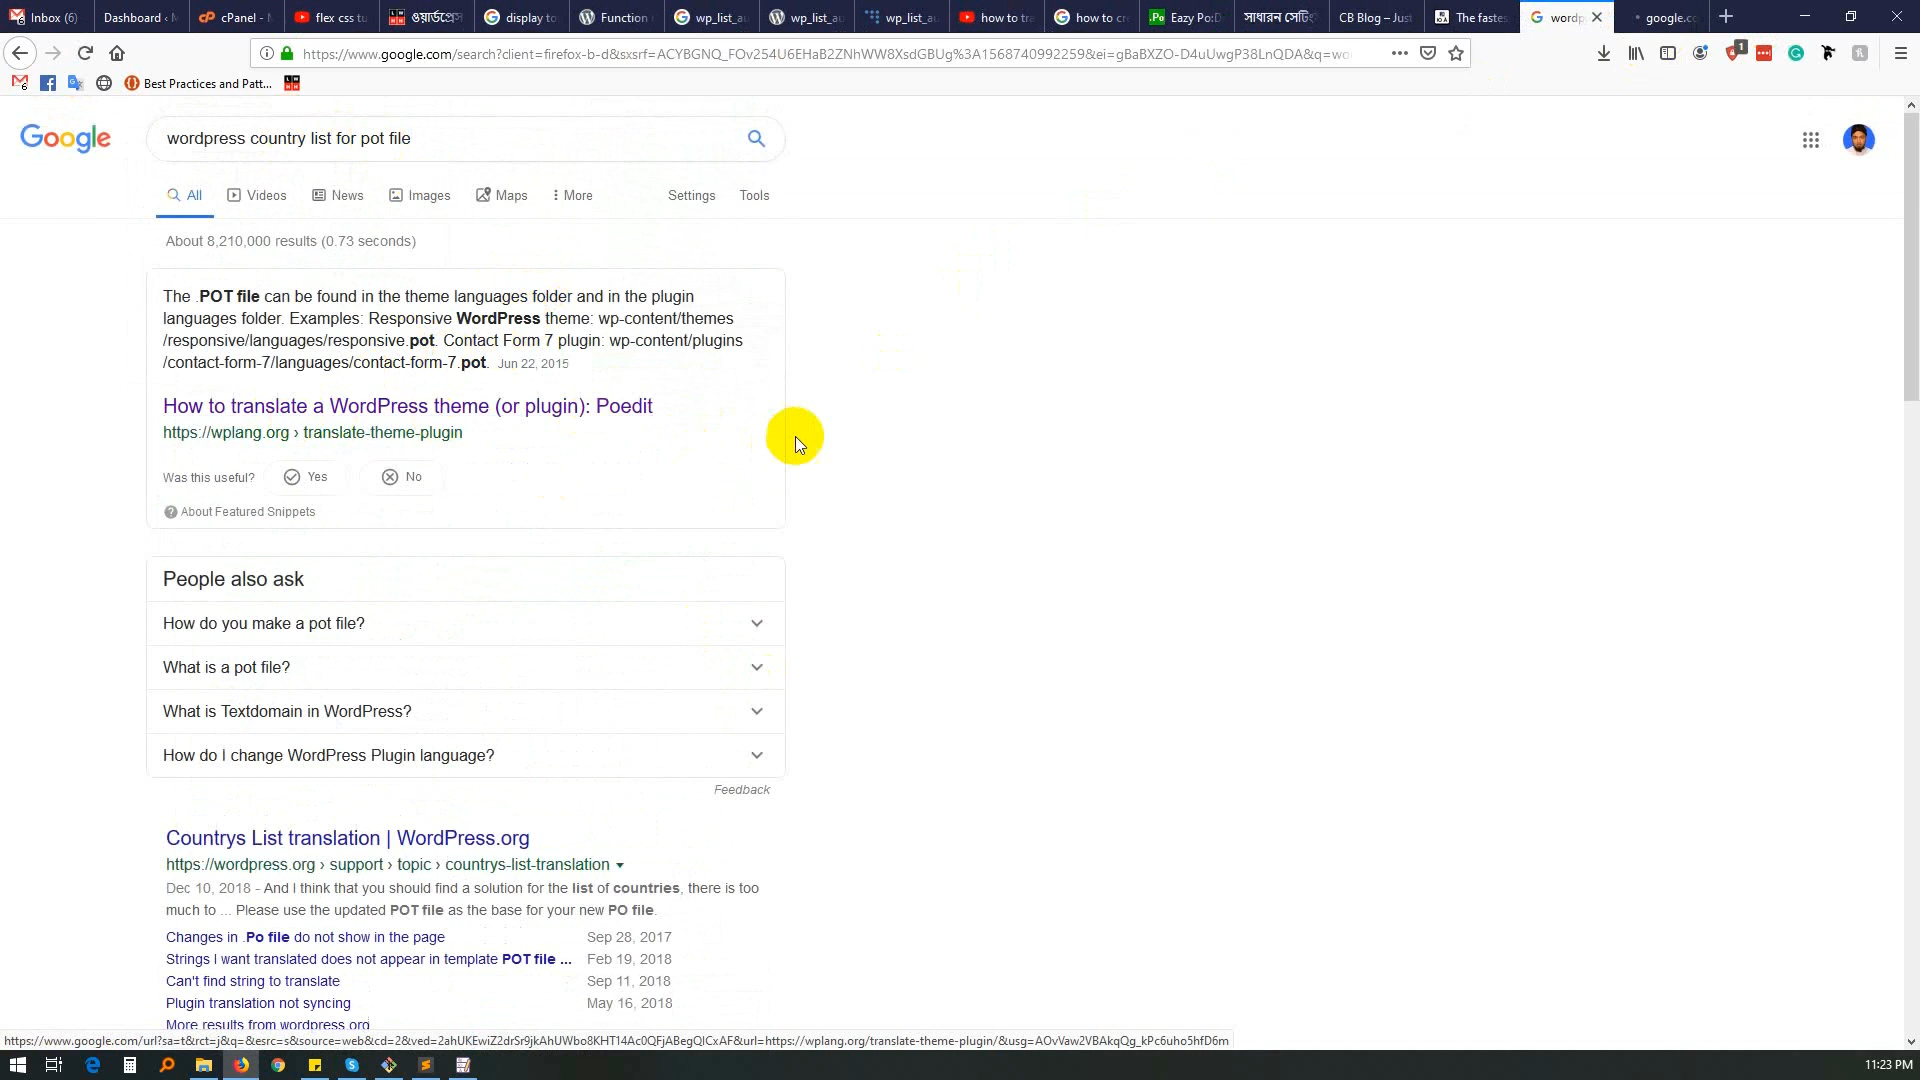 Inbox (6)
Dashboard ‹
cPanel -
flex css tu
ওয়ার্ডপ্রেস
display to
Function
wp_list_au
wp_list_au
wp_list_au
how to tra
how to cr
Eazy Po:D
সাধারন সেটিং
CB Blog – Just
The fastes
wordp
google.co
https://www.google.com/search?client=firefox-b-d&sxsrf=ACYBGNQ_FOv254U6EHaB2ZNhWW8XsdGBUg%3A1568740992259&ei=gBaBXZO-D4uUwgP38LnQDA&q=wo
1
Best Practices and Patt...
Google
wordpress country list for pot file
All
Videos
News
Images
Maps
More
Settings
Tools
About 8,210,000 results (0.73 seconds)
The .POT file can be found in the theme languages folder and in the plugin
languages folder. Examples: Responsive WordPress theme: wp-content/themes
/responsive/languages/responsive.pot. Contact Form 7 plugin: wp-content/plugins
/contact-form-7/languages/contact-form-7.pot. Jun 22, 2015
How to translate a WordPress theme (or plugin): Poedit
https://wplang.org › translate-theme-plugin
Was this useful? Yes No
About Featured Snippets
People also ask
How do you make a pot file?
What is a pot file?
What is Textdomain in WordPress?
How do I change WordPress Plugin language?
Feedback
Countrys List translation | WordPress.org
https://wordpress.org › support › topic › countrys-list-translation
Dec 10, 2018 - And I think that you should find a solution for the list of countries, there is too
much to ... Please use the updated POT file as the base for your new PO file.
Changes in .Po file do not show in the page Sep 28, 2017
Strings I want translated does not appear in template POT file ... Feb 19, 2018
Can't find string to translate Sep 11, 2018
Plugin translation not syncing May 16, 2018
More results from wordpress.org
https://www.google.com/url?sa=t&rct=j&q=&esrc=s&source=web&cd=2&ved=2ahUKEwiZ2drSr9jkAhUWbo8KHT14Ac0QFjABegQICxAF&url=https://wplang.org/translate-theme-plugin/&usg=AOvVaw2VBAkqQg_kPc6uho5hfD6m
11:23 PM